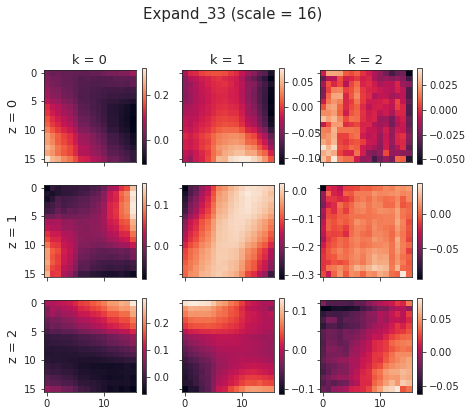 Expand_33 (scale = 16)
k = 0 k = 1 k = 2
z = 0 0 5 10 15 0.2 0.0 0.05 0.00 −0.05 −0.10 0.025 0.000 −0.025 −0.050
z = 1 0 5 10 15 0.1 0.0 0.0 −0.1 −0.2 −0.3 0.00 −0.05
z = 2 0 5 10 15 0.2 0.1 0.0 0.1 0.0 −0.1 0.05 0.00 −0.05
0 10 0 10 0 10